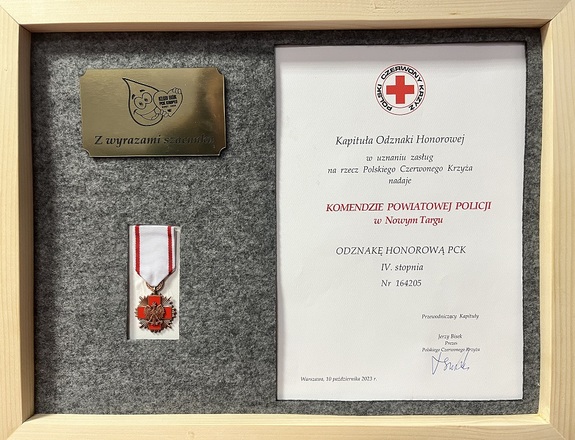 Z wyrazami szacunku
POLSKI CZERWONY KRZYŻ
Kapituła Odznaki Honorowej
w uznaniu zasług
na rzecz Polskiego Czerwonego Krzyża
nadaje
KOMENDZIE POWIATOWEJ POLICJI
w Nowym Targu
ODZNAKĘ HONOROWĄ PCK
IV. stopnia
Nr 164205
Przewodniczący Kapituły
Jerzy Bisek
Prezes
Polskiego Czerwonego Krzyża
Warszawa, 10 października 2023 r.